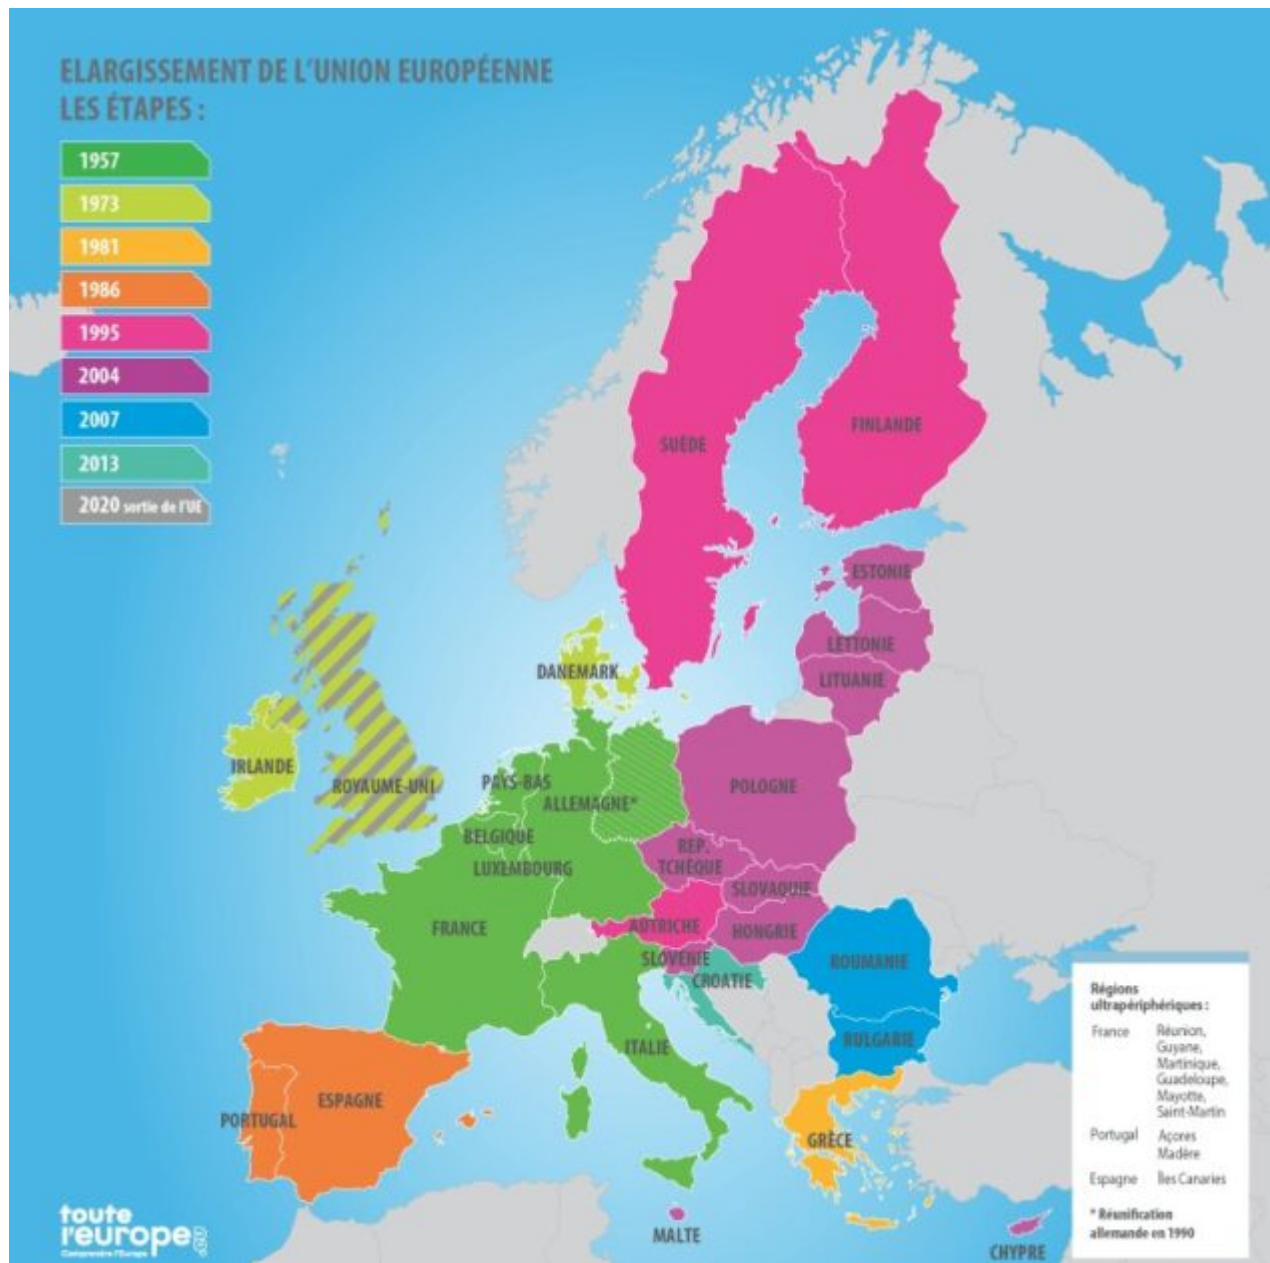 ELARGISSEMENT DE L'UNION EUROPÉENNE
LES ÉTAPES :
1957
1973
1981
1986
1995
2004
2007
2013
2020 sortie de l'UE
SUÈDE
FINLANDE
ESTONIE
LETTONIE
LITUANIE
DANEMARK
IRLANDE
ROYAUME-UNI
PAYS-BAS
ALLEMAGNE*
POLOGNE
BELGIQUE
LUXEMBOURG
REP.
TCHÈQUE
SLOVAQUIE
FRANCE
AUTRICHE
HONGRIE
SLOVÉNIE
CROATIE
ROUMANIE
BULGARIE
ITALIE
ESPAGNE
PORTUGAL
GRÈCE
MALTE
CHYPRE
Régions
ultrapériphériques :
France Réunion,
Guyane,
Martinique,
Guadeloupe,
Mayotte,
Saint-Martin
Portugal Açores
Madère
Espagne Îles Canaries
* Réunification
allemande en 1990
toute
l'europe.eu
Comprendre l'Europe